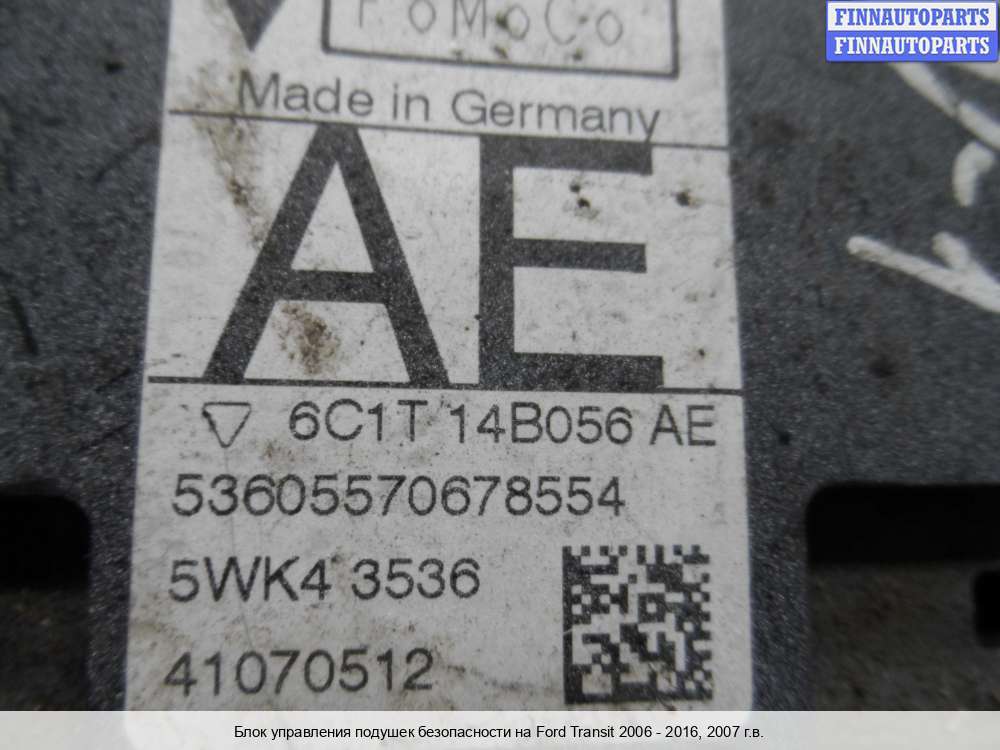 FINNAUTOPARTS
FINNAUTOPARTS
FoMoCo
Made in Germany
AE
6C1T 14B056 AE
53605570678554
5WK4 3536
41070512
Блок управления подушек безопасности на Ford Transit 2006 - 2016, 2007 г.в.